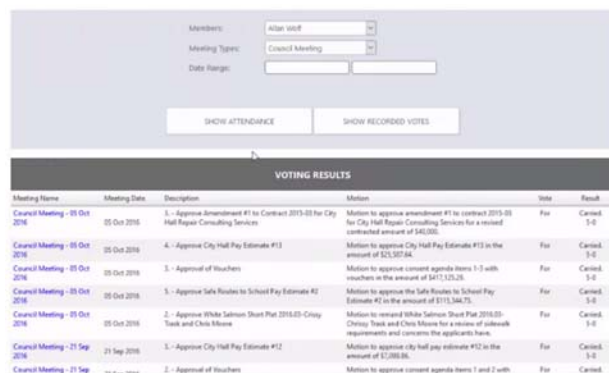 Members:
Allan Wolf
Meeting Types:
Council Meeting
Date Range:
SHOW ATTENDANCE
SHOW RECORDED VOTES
VOTING RESULTS
Meeting Name Meeting Date Description Motion Vote Result
Council Meeting - 05 Oct 3. - Approve Amendment #1 to Contract 2015-03 for City Motion to approve amendment #1 to contract 2015-03 For Carried.
2016 05 Oct 2016 Hall Repair Consulting Services for City Hall Repair Consulting Services for a revised 5-0
contracted amount of $40,000.
Council Meeting - 05 Oct 4. - Approve City Hall Pay Estimate #13 Motion to approve City Hall Pay Estimate #13 in the For Carried.
2016 05 Oct 2016 amount of $25,587.64. 5-0
Council Meeting - 05 Oct 3. - Approval of Vouchers Motion to approve consent agenda items 1-3 with For Carried.
2016 05 Oct 2016 vouchers in the amount of $417,125.28. 5-0
Council Meeting - 05 Oct 5. - Approve Safe Routes to School Pay Estimate #2 Motion to approve the Safe Routes to School Pay For Carried.
2016 05 Oct 2016 Estimate #2 in the amount of $115,344.75. 5-0
Council Meeting - 05 Oct 2. - Approve White Salmon Short Plat 2016.03- Crissy Motion to remand White Salmon Short Plat 2016.03- For Carried.
2016 05 Oct 2016 Trask and Chris Moore Chrissy Trask and Chris Moore for a review of sidewalk 5-0
requirements and concerns the applicants have.
Council Meeting - 21 Sep 5. - Approve City Hall Pay Estimate #12 Motion to approve city hall pay estimate #12 in the For Carried.
2016 21 Sep 2016 amount of $7,086.86. 5-0
Council Meeting - 21 Sep 2. - Approval of Vouchers Motion to approve consent agenda items 1 and 2 with For Carried.